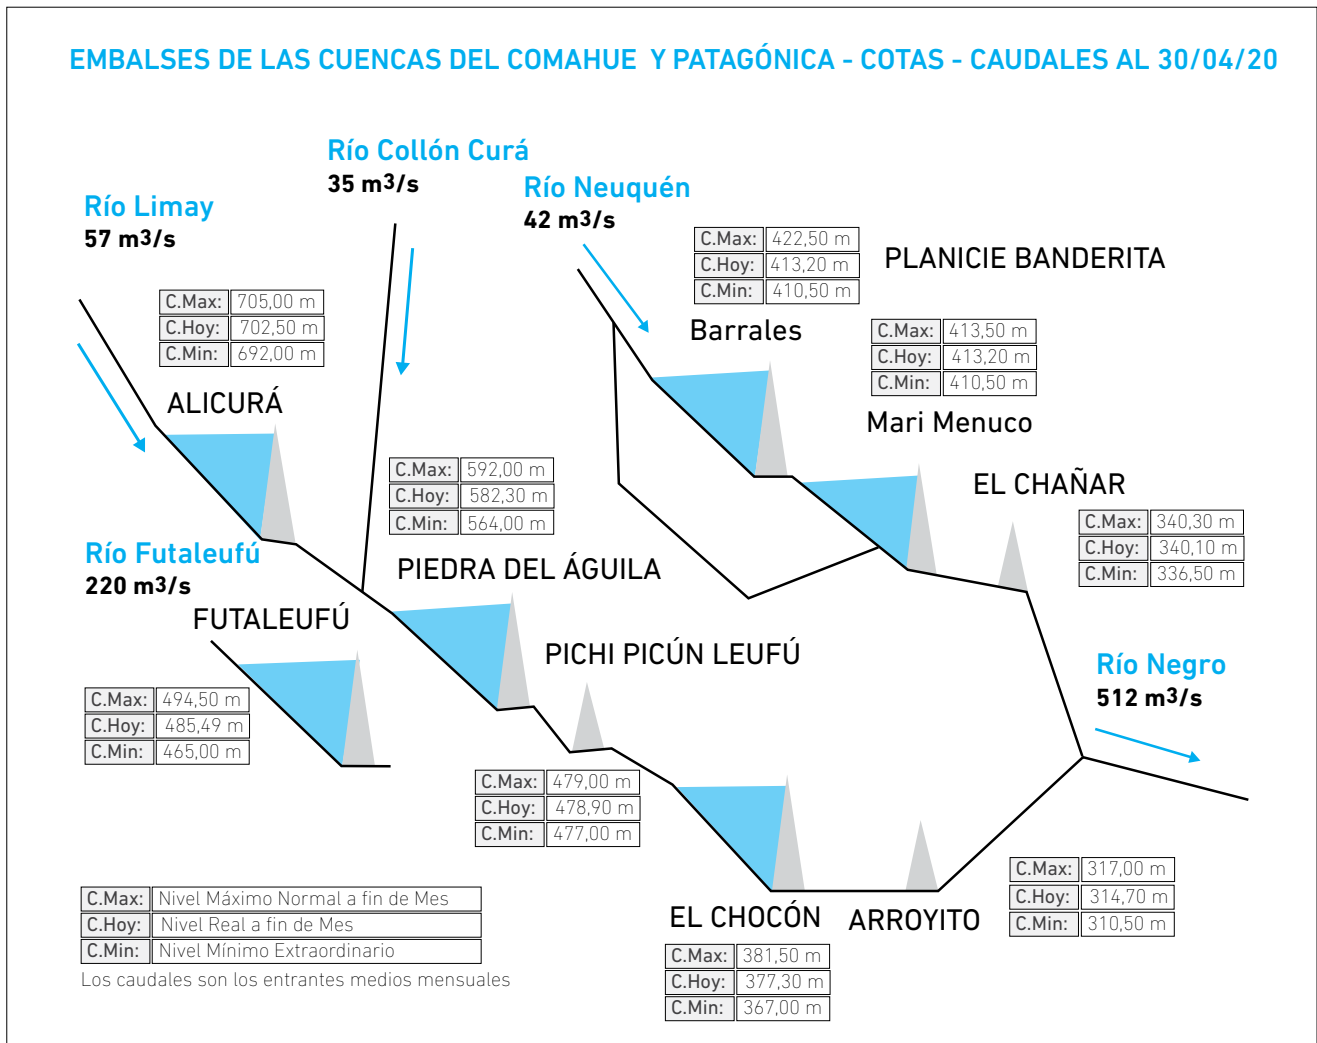 EMBALSES DE LAS CUENCAS DEL COMAHUE Y PATAGÓNICA - COTAS - CAUDALES AL 30/04/20
Río Collón Curá
35 m3/s
Río Limay
57 m3/s
Río Neuquén
42 m3/s
C.Max: 422,50 m
C.Hoy: 413,20 m
C.Min: 410,50 m
PLANICIE BANDERITA
Barrales
C.Max: 705,00 m
C.Hoy: 702,50 m
C.Min: 692,00 m
ALICURÁ
C.Max: 413,50 m
C.Hoy: 413,20 m
C.Min: 410,50 m
Mari Menuco
C.Max: 592,00 m
C.Hoy: 582,30 m
C.Min: 564,00 m
PIEDRA DEL ÁGUILA
EL CHAÑAR
C.Max: 340,30 m
C.Hoy: 340,10 m
C.Min: 336,50 m
Río Futaleufú
220 m3/s
FUTALEUFÚ
C.Max: 494,50 m
C.Hoy: 485,49 m
C.Min: 465,00 m
PICHI PICÚN LEUFÚ
C.Max: 479,00 m
C.Hoy: 478,90 m
C.Min: 477,00 m
Río Negro
512 m3/s
EL CHOCÓN
C.Max: 381,50 m
C.Hoy: 377,30 m
C.Min: 367,00 m
ARROYITO
C.Max: 317,00 m
C.Hoy: 314,70 m
C.Min: 310,50 m
C.Max: Nivel Máximo Normal a fin de Mes
C.Hoy: Nivel Real a fin de Mes
C.Min: Nivel Mínimo Extraordinario
Los caudales son los entrantes medios mensuales